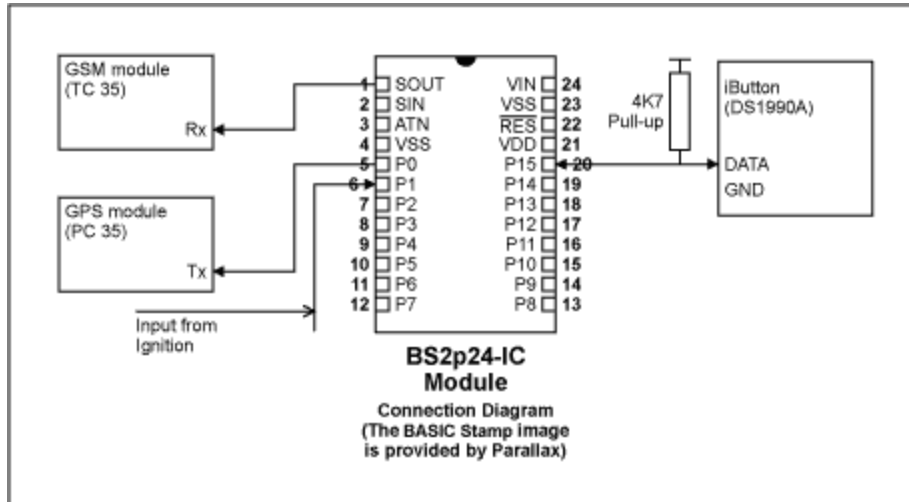 GSM module
(TC 35)
Rx
GPS module
(PC 35)
Tx
Input from
Ignition
1 SOUT VIN 24
2 SIN VSS 23
3 ATN RES 22
4 VSS VDD 21
5 P0 P15 20
6 P1 P14 19
7 P2 P13 18
8 P3 P12 17
9 P4 P11 16
10 P5 P10 15
11 P6 P9 14
12 P7 P8 13
4K7
Pull-up
iButton
(DS1990A)
DATA
GND
BS2p24-IC
Module
Connection Diagram
(The BASIC Stamp image
is provided by Parallax)